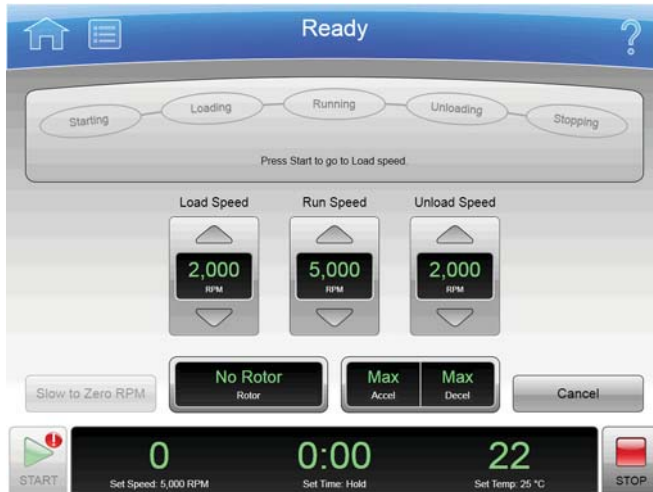 Ready
?
Starting
Loading
Running
Unloading
Stopping
Press Start to go to Load speed.
Load Speed
Run Speed
Unload Speed
2,000
RPM
5,000
RPM
2,000
RPM
Slow to Zero RPM
No Rotor
Rotor
Max
Accel
Max
Decel
Cancel
START
!
0
Set Speed: 5,000 RPM
0:00
Set Time: Hold
22
Set Temp: 25 °C
STOP